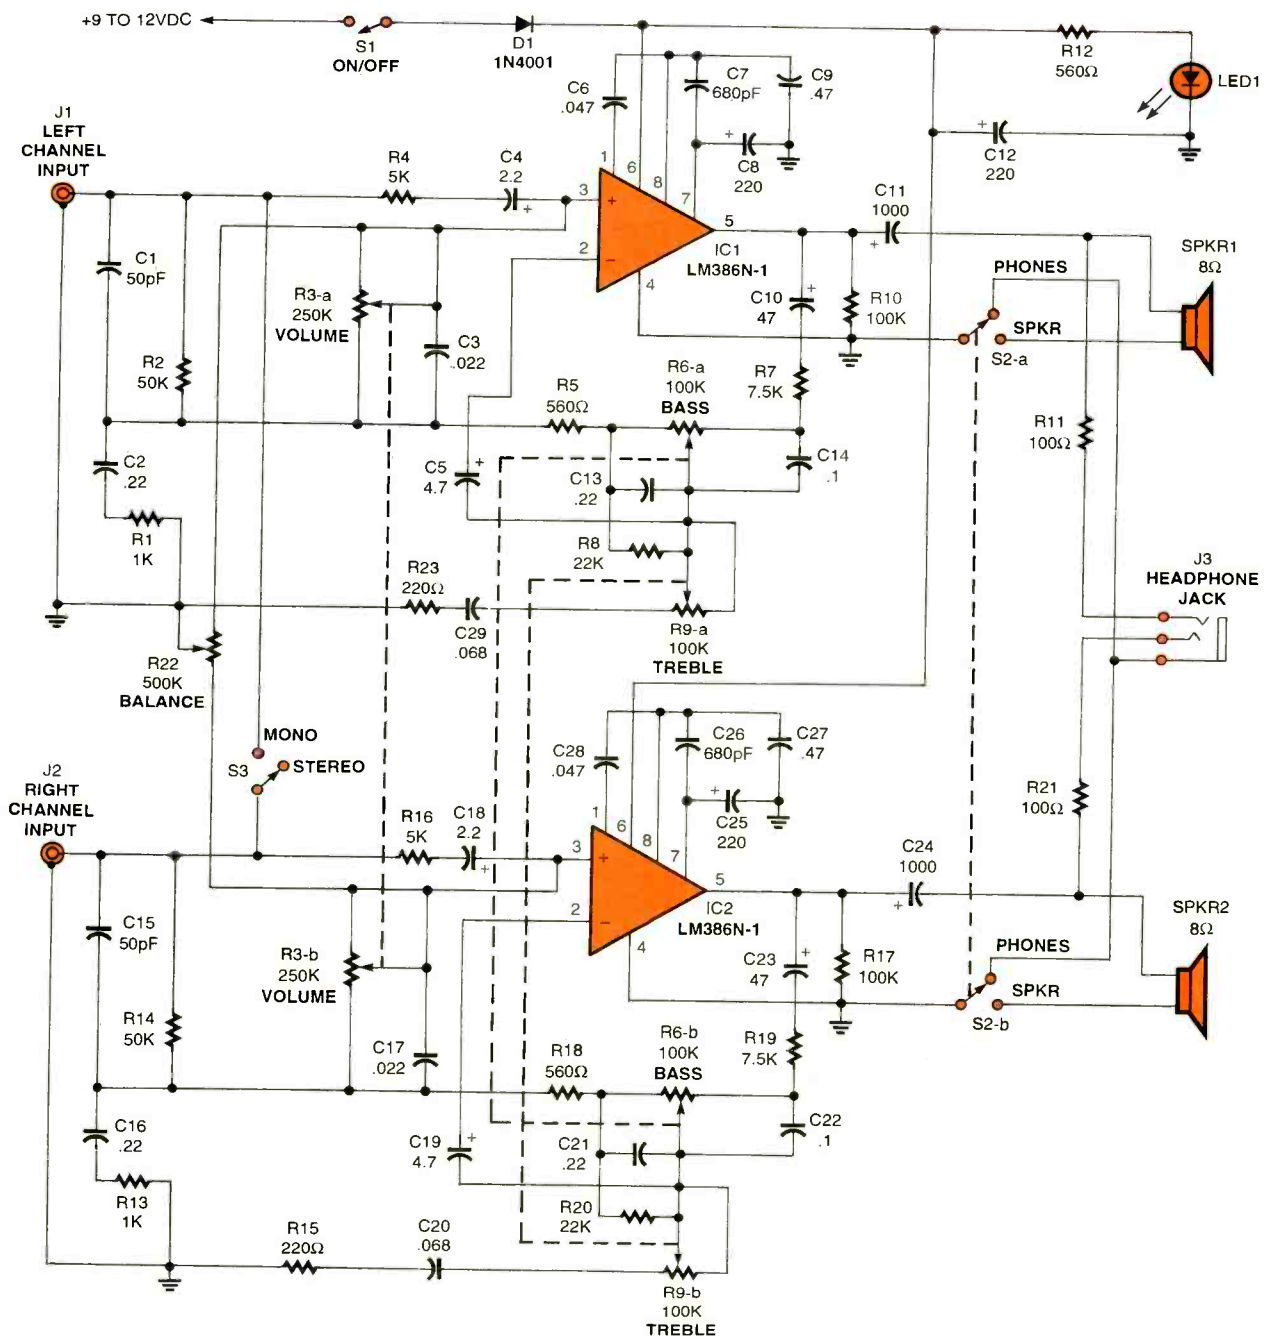 +9 TO 12VDC
S1
ON/OFF
D1
1N4001
R12
560Ω
LED1
C6
.047
C7
680pF
C9
.47
+
C8
220
+
C12
220
J1
LEFT
CHANNEL
INPUT
R4
5K
C4
2.2
+
1
6
8
7
3
+
2
−
4
5
IC1
LM386N-1
C11
1000
+
PHONES
SPKR
S2-a
SPKR1
8Ω
C1
50pF
R3-a
250K
VOLUME
C3
.022
C10
47
+
R10
100K
R2
50K
R5
560Ω
R6-a
100K
BASS
R7
7.5K
R11
100Ω
C2
.22
C5
4.7
+
C13
.22
C14
.1
R1
1K
R8
22K
R23
220Ω
C29
.068
R9-a
100K
TREBLE
J3
HEADPHONE
JACK
R22
500K
BALANCE
MONO
S3
STEREO
C28
.047
C26
680pF
C27
.47
+
C25
220
R21
100Ω
J2
RIGHT
CHANNEL
INPUT
R16
5K
C18
2.2
+
1
6
8
7
3
+
2
−
4
5
IC2
LM386N-1
C24
1000
+
PHONES
SPKR
S2-b
SPKR2
8Ω
C15
50pF
R3-b
250K
VOLUME
C23
47
+
R17
100K
R14
50K
C17
.022
R18
560Ω
R6-b
100K
BASS
R19
7.5K
C16
.22
C19
4.7
+
C21
.22
C22
.1
R13
1K
R20
22K
R15
220Ω
C20
.068
R9-b
100K
TREBLE